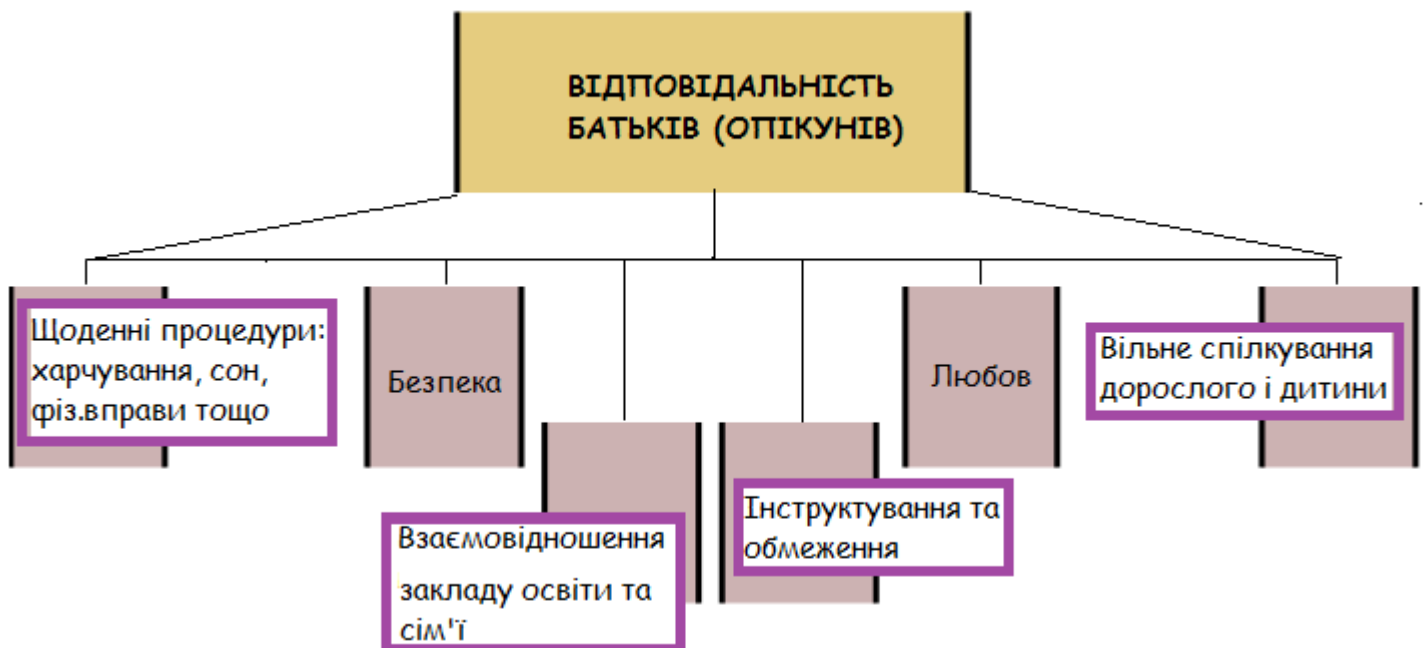 ВІДПОВІДАЛЬНІСТЬ
БАТЬКІВ (ОПІКУНІВ)
Щоденні процедури:
харчування, сон,
фіз.вправи тощо
Безпека
Взаємовідношення
закладу освіти та
сім'ї
Інструктування та
обмеження
Любов
Вільне спілкування
дорослого і дитини